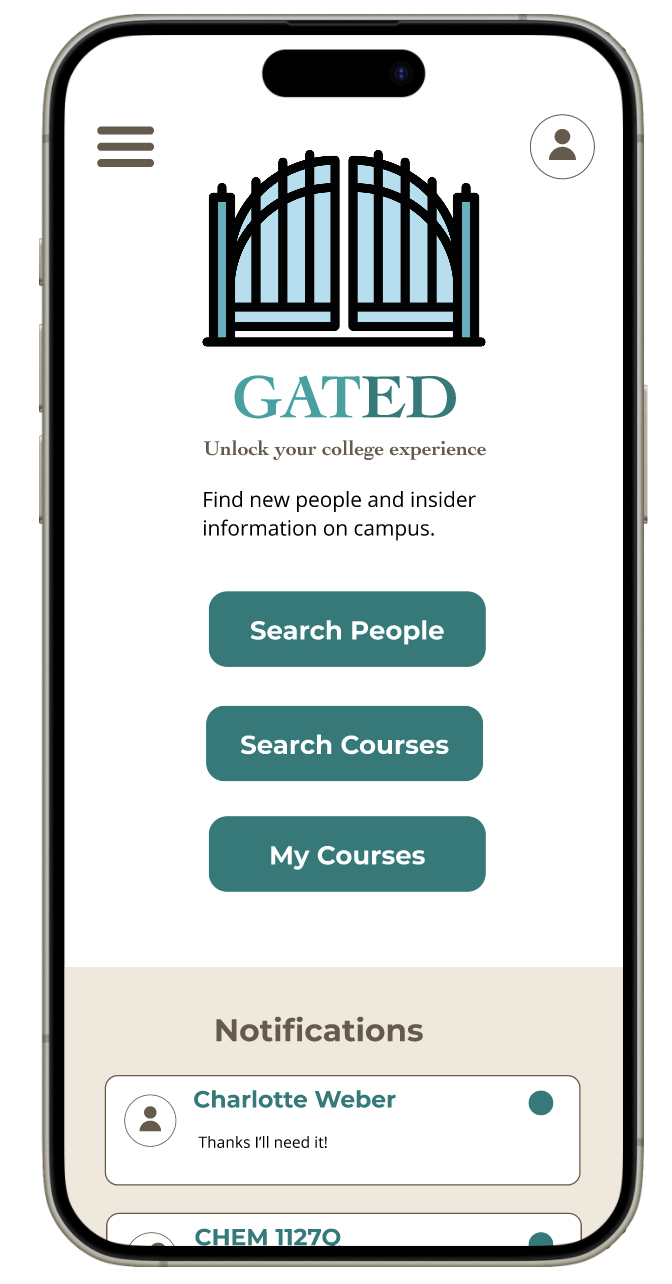 GATED
Unlock your college experience
Find new people and insider
information on campus.
Search People
Search Courses
My Courses
Notifications
Charlotte Weber
Thanks I'll need it!
CHEM 1127Q